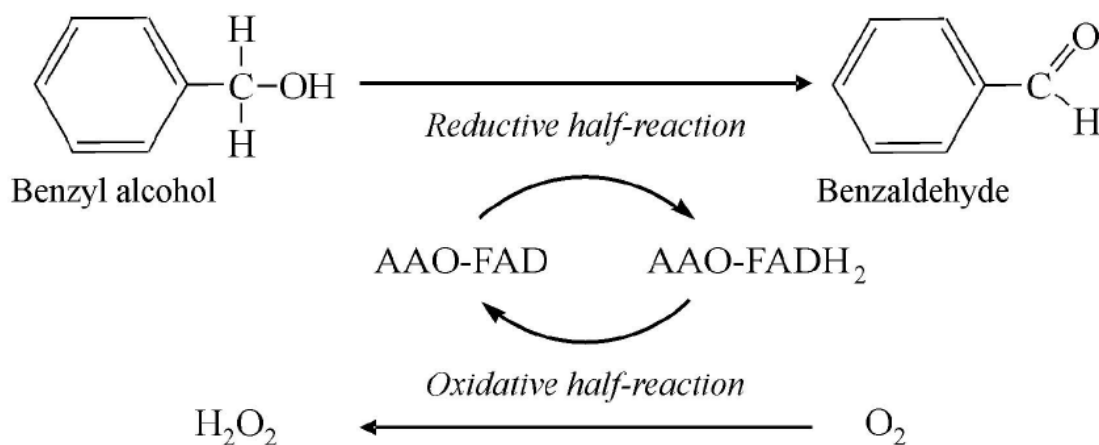 H
C
OH
H
O
C
H
Reductive half-reaction
Benzyl alcohol
Benzaldehyde
AAO-FAD
AAO-FADH₂
Oxidative half-reaction
H₂O₂
O₂